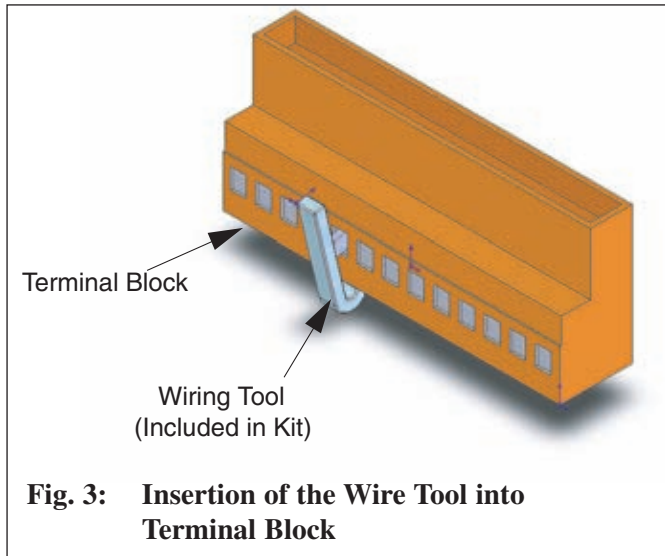 Terminal Block
Wiring Tool
(Included in Kit)
Fig. 3: Insertion of the Wire Tool into
Terminal Block